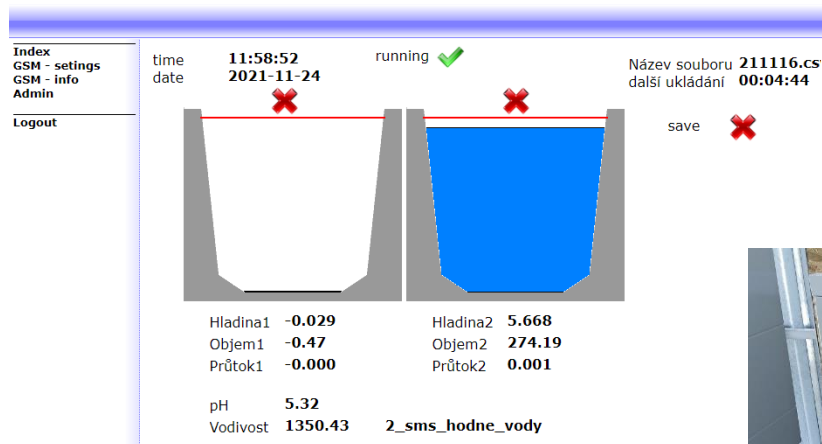 Index
GSM - setings
GSM - info
Admin
Logout
time 11:58:52
date 2021-11-24
running
Název souboru 211116.cs
další ukládání 00:04:44
save
Hladina1 -0.029
Objem1 -0.47
Průtok1 -0.000
Hladina2 5.668
Objem2 274.19
Průtok2 0.001
pH 5.32
Vodivost 1350.43 2_sms_hodne_vody